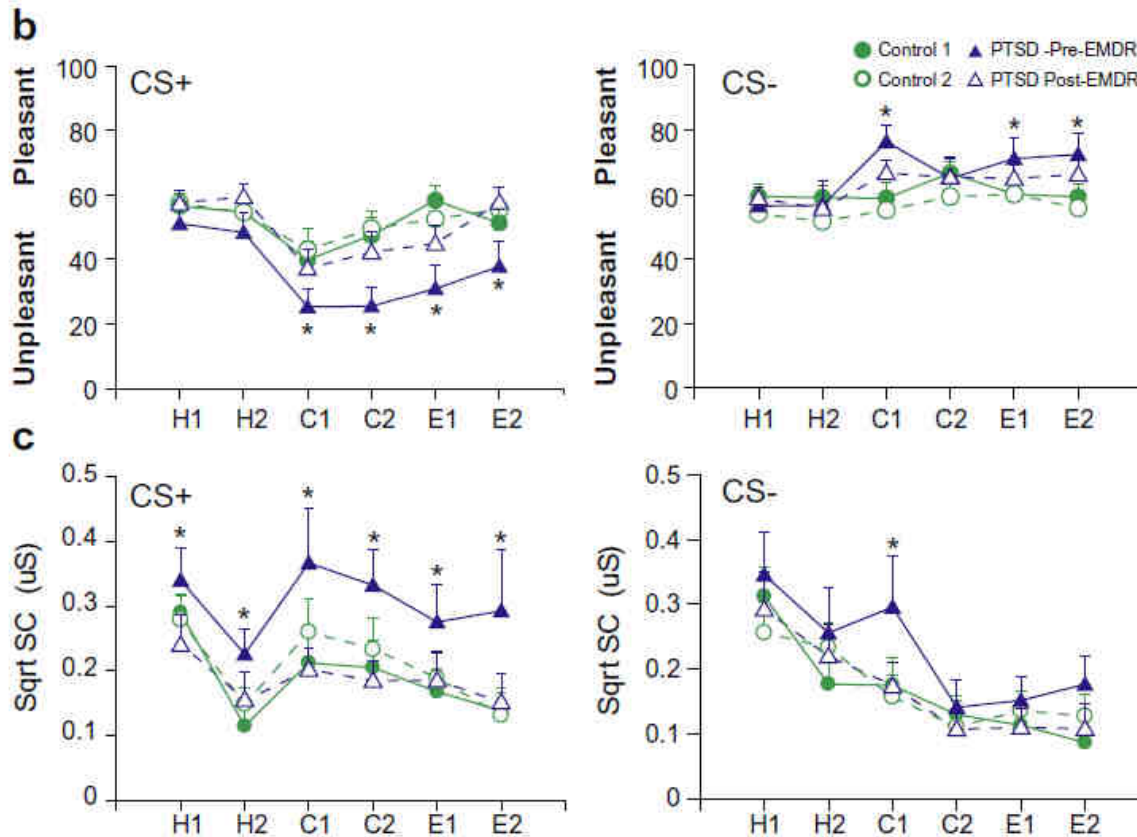 b
Control 1 PTSD -Pre-EMDR
Control 2 PTSD Post-EMDR
CS+
Unpleasant Pleasant
100
80
60
40
20
0
* * * *
H1 H2 C1 C2 E1 E2
CS-
Unpleasant Pleasant
100
80
60
40
20
0
* * *
H1 H2 C1 C2 E1 E2
c
CS+
Sqrt SC (uS)
0.5
0.4
0.3
0.2
0.1
0
* * * * * *
H1 H2 C1 C2 E1 E2
CS-
Sqrt SC (uS)
0.5
0.4
0.3
0.2
0.1
0
*
H1 H2 C1 C2 E1 E2